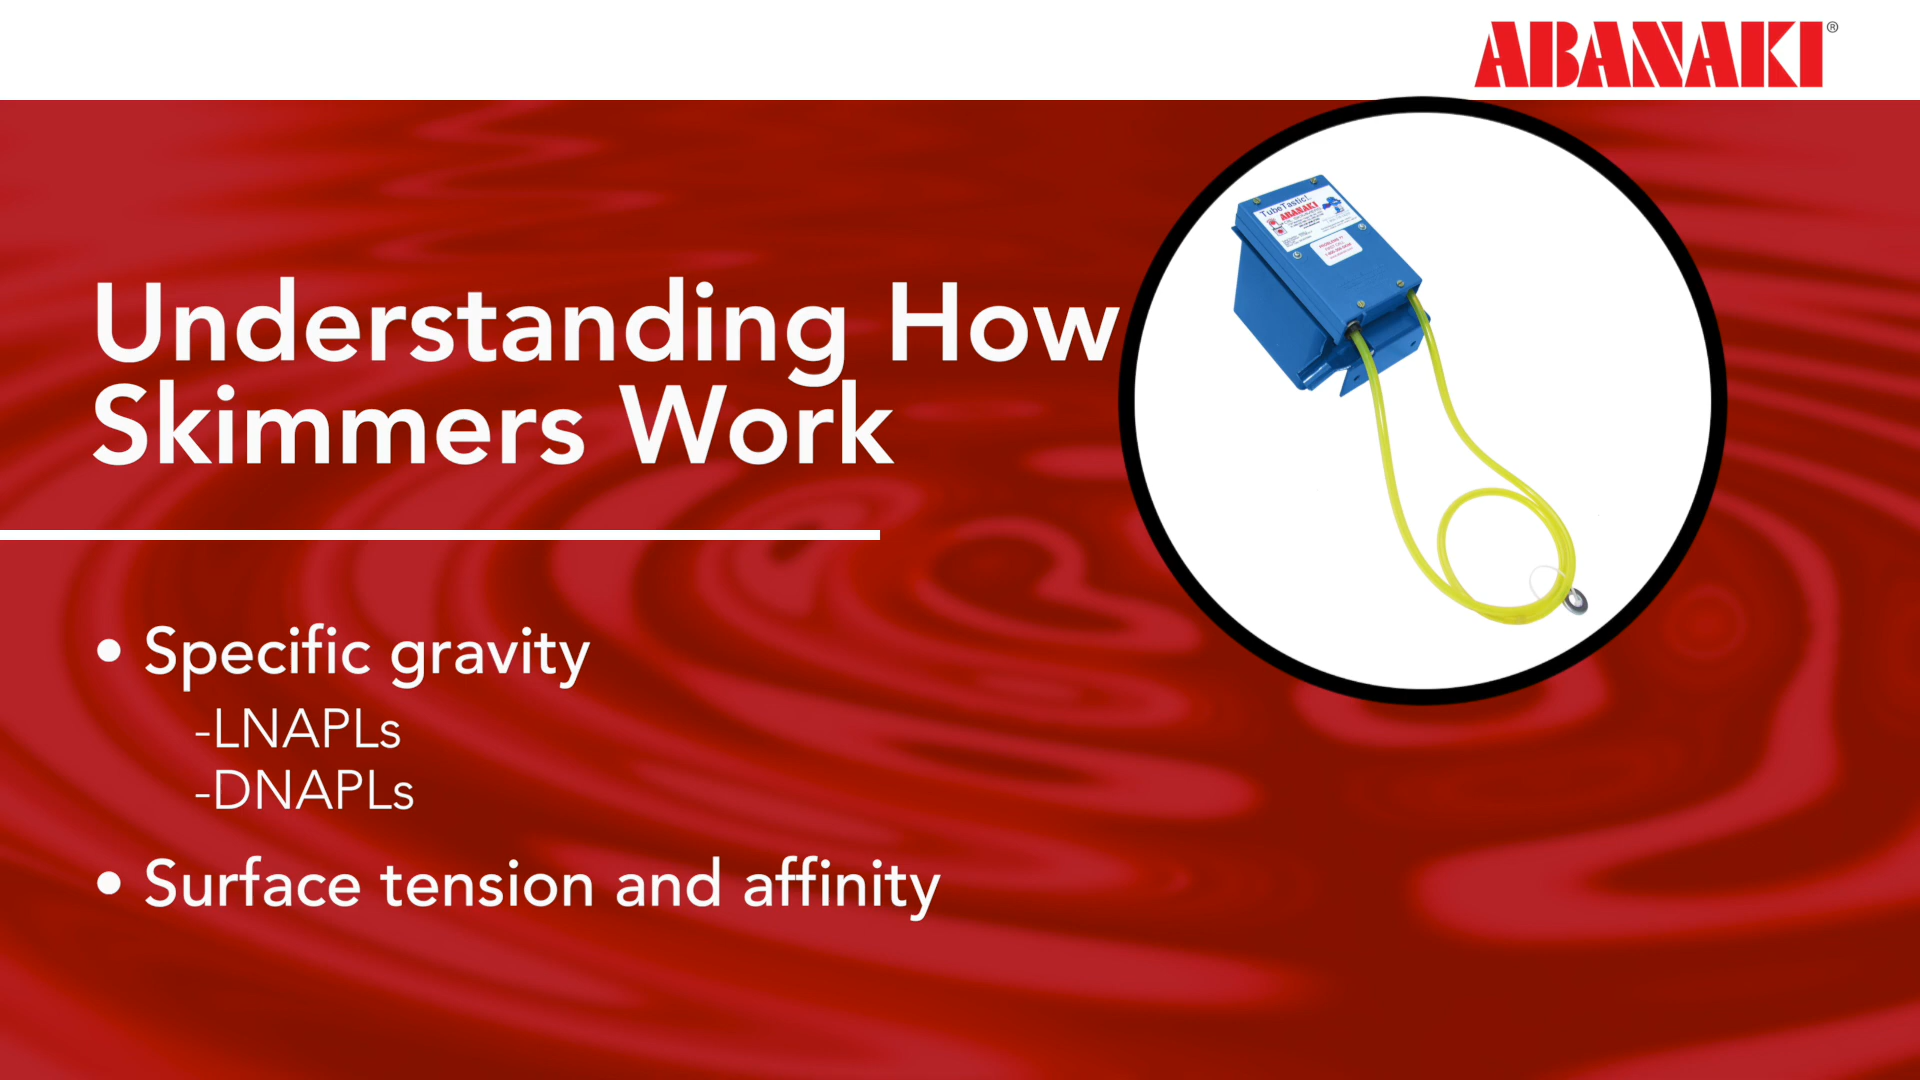 ABANAKI®
Understanding How
Skimmers Work
TubeTastic!
ABANAKI
• Specific gravity
-LNAPLs
-DNAPLs
• Surface tension and affinity